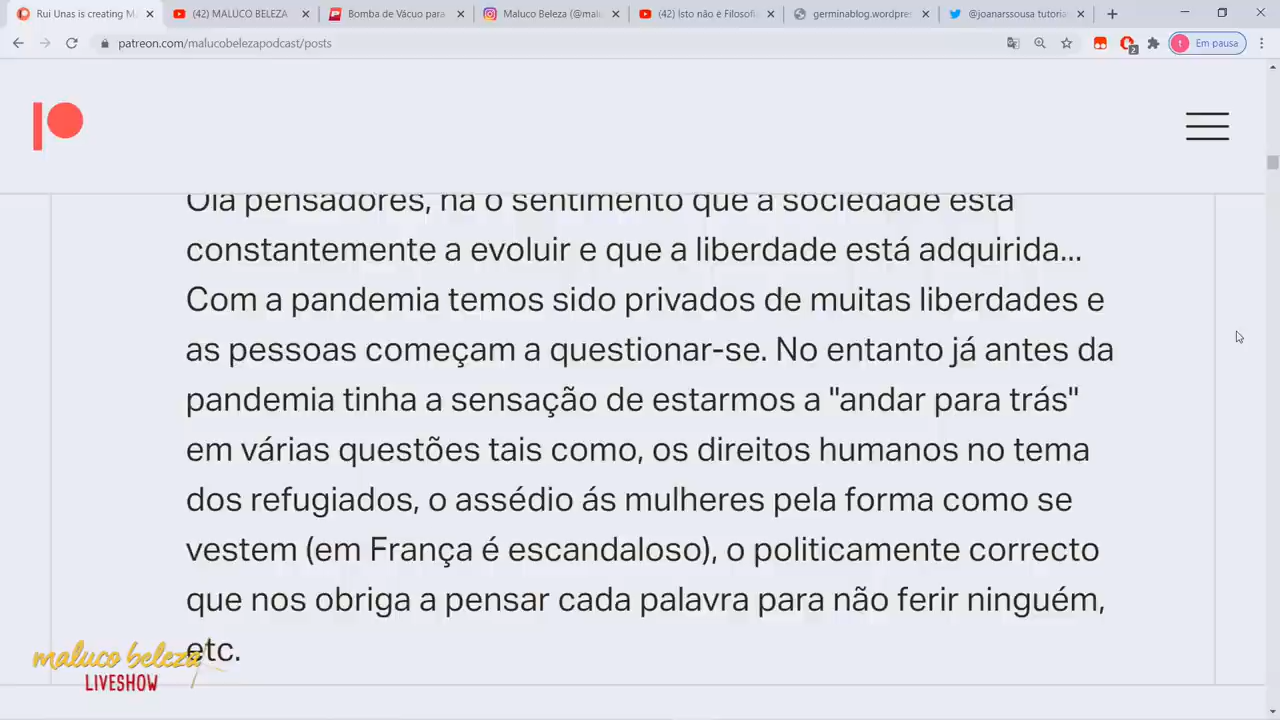 Rui Unas is creating M
(42) MALUCO BELEZA
Bomba de Vácuo para
Maluco Beleza (@malu
(42) Isto não é Filosofi
germinablog.wordpre
@joanarssousa tutoria
patreon.com/malucobelezapodcast/posts
2
t
Em pausa
Olá pensadores, há o sentimento que a sociedade está
constantemente a evoluir e que a liberdade está adquirida...
Com a pandemia temos sido privados de muitas liberdades e
as pessoas começam a questionar-se. No entanto já antes da
pandemia tinha a sensação de estarmos a "andar para trás"
em várias questões tais como, os direitos humanos no tema
dos refugiados, o assédio ás mulheres pela forma como se
vestem (em França é escandaloso), o politicamente correcto
que nos obriga a pensar cada palavra para não ferir ninguém,
etc.
maluco beleza
LIVESHOW